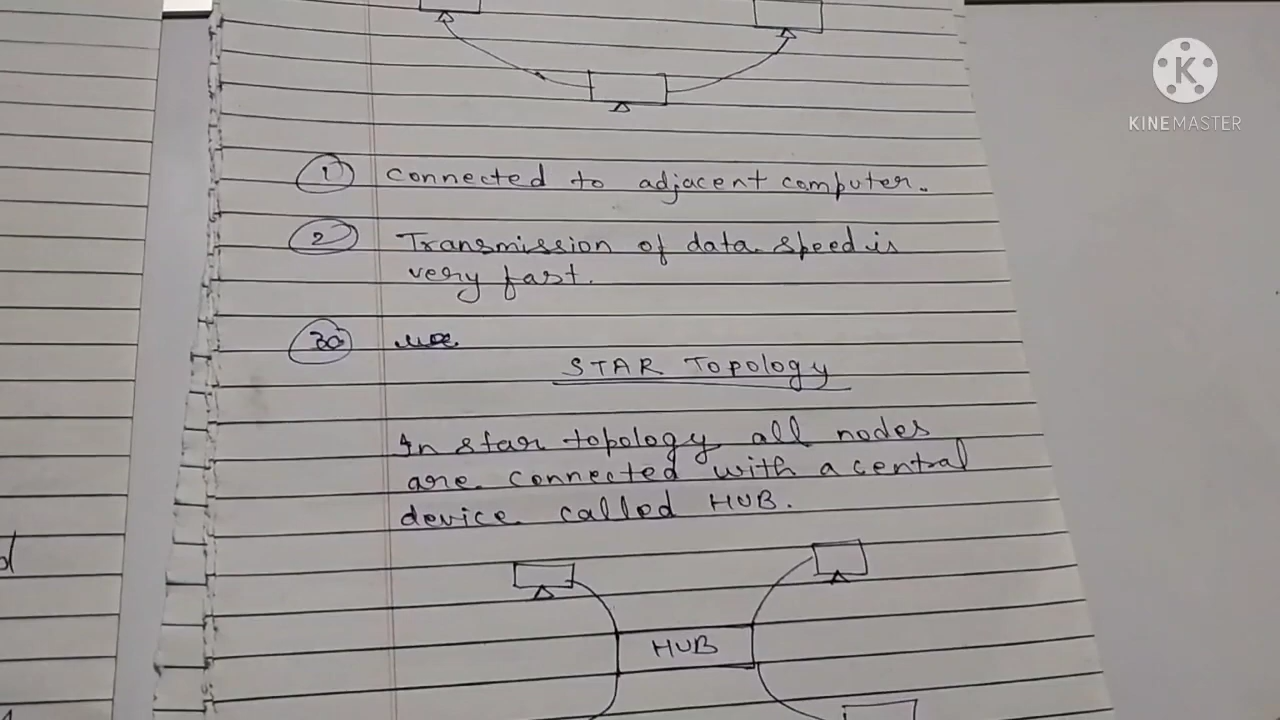 KINEMASTER
① connected to adjacent computer.
② Transmission of data speed is
very fast.
STAR Topology
In star topology all nodes
are connected with a central
device called HUB.
HUB